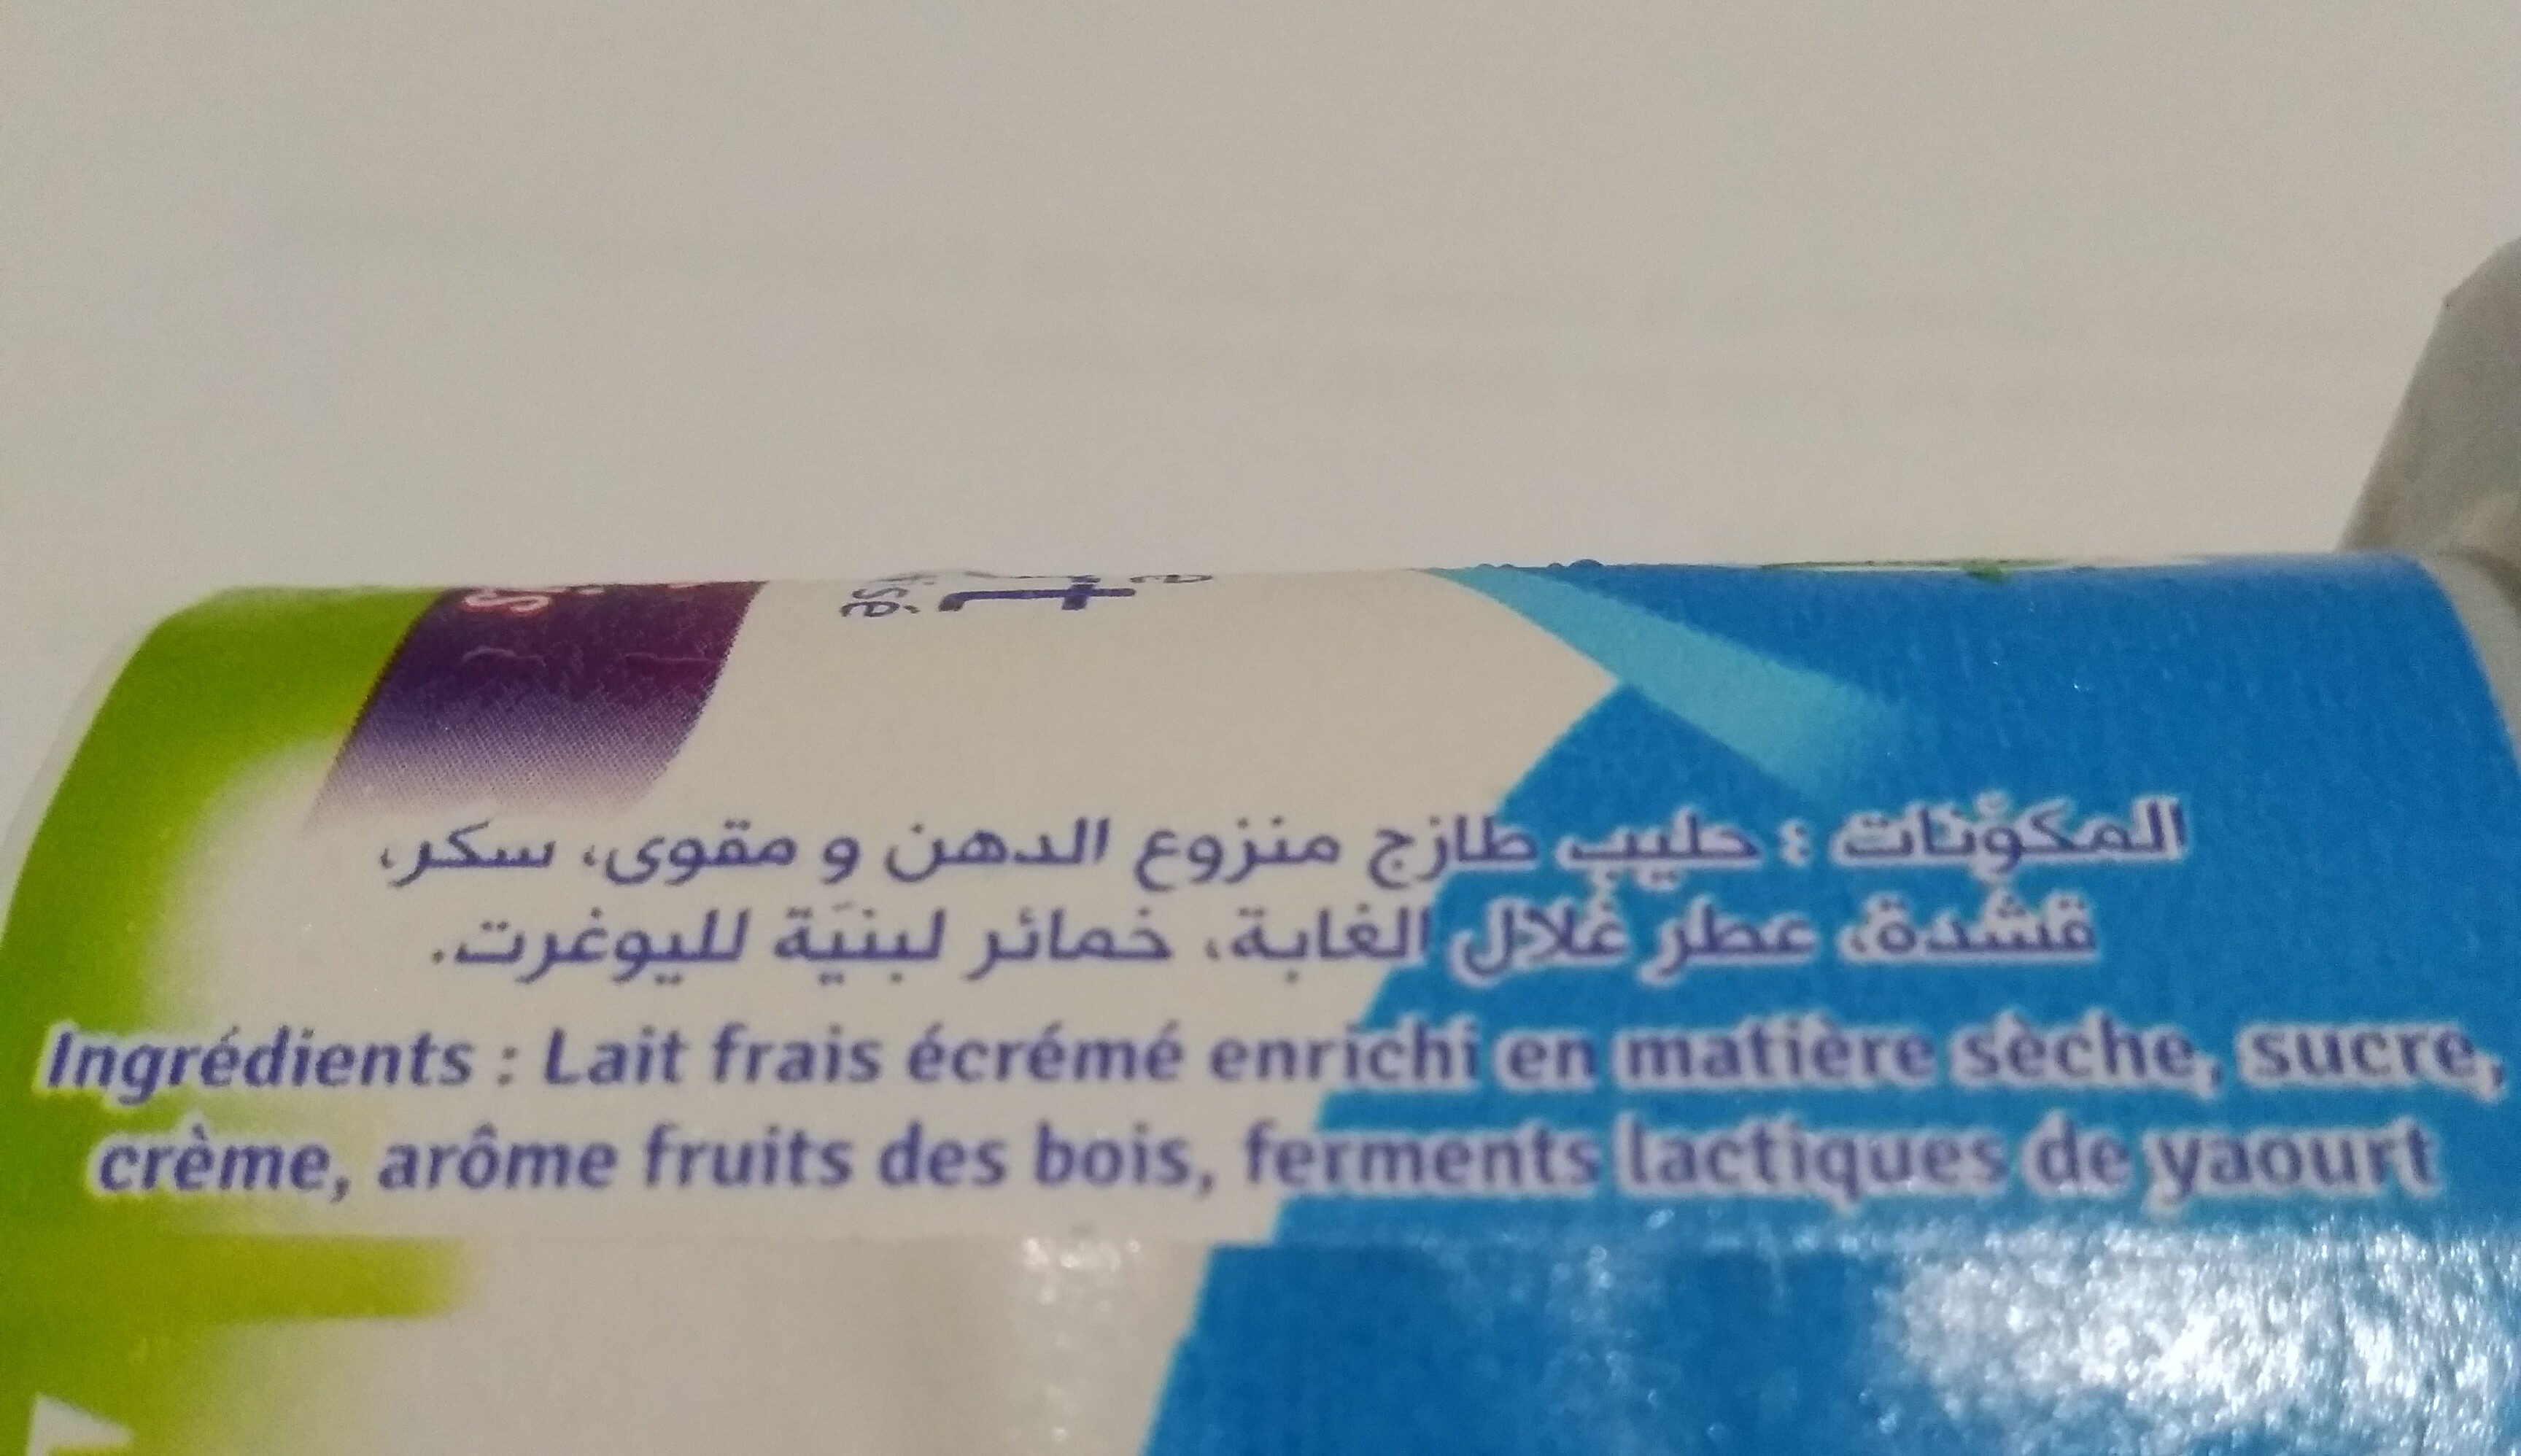 المكوّنات : حليب طازج منزوع الدهن و مقوى، سكر،
قشدة، عطر غلال الغابة، خمائر لبنيَة لليوغرت.
Ingrédients : Lait frais écrémé enrichi en matière sèche, sucre,
crème, arôme fruits des bois, ferments lactiques de yaourt